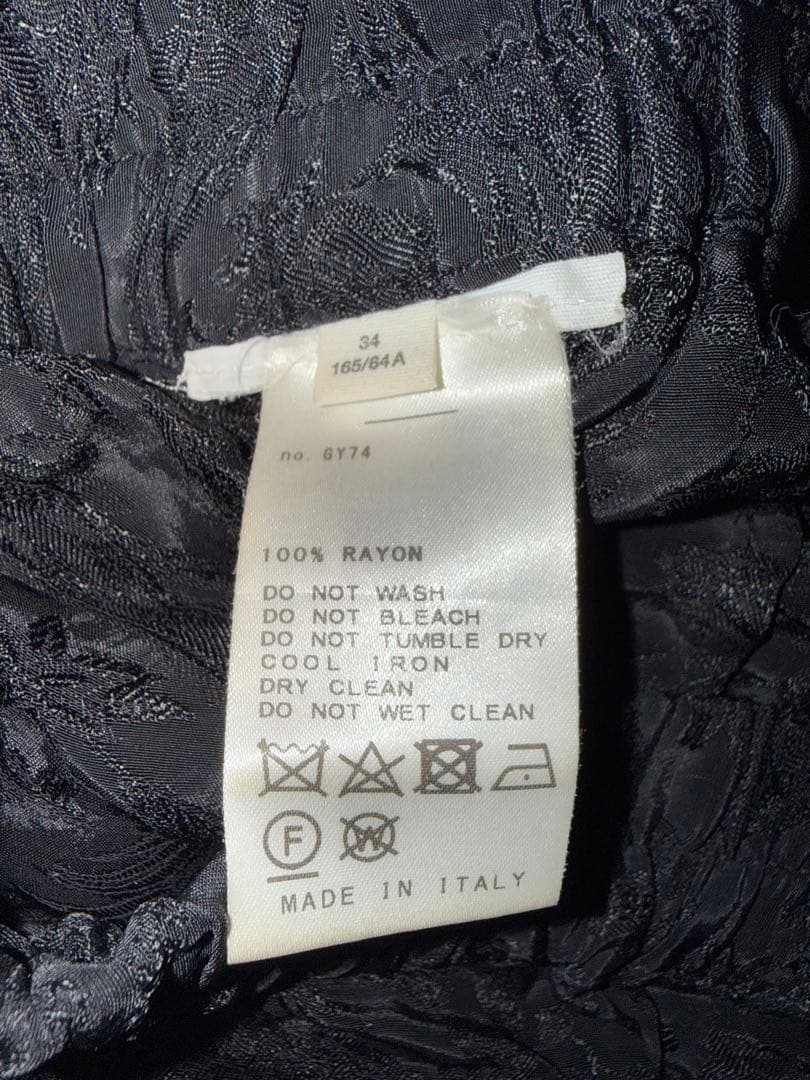 34
165/64A
no. GY74
100% RAYON
DO NOT WASH
DO NOT BLEACH
DO NOT TUMBLE DRY
COOL IRON
DRY CLEAN
DO NOT WET CLEAN
F W
MADE IN ITALY